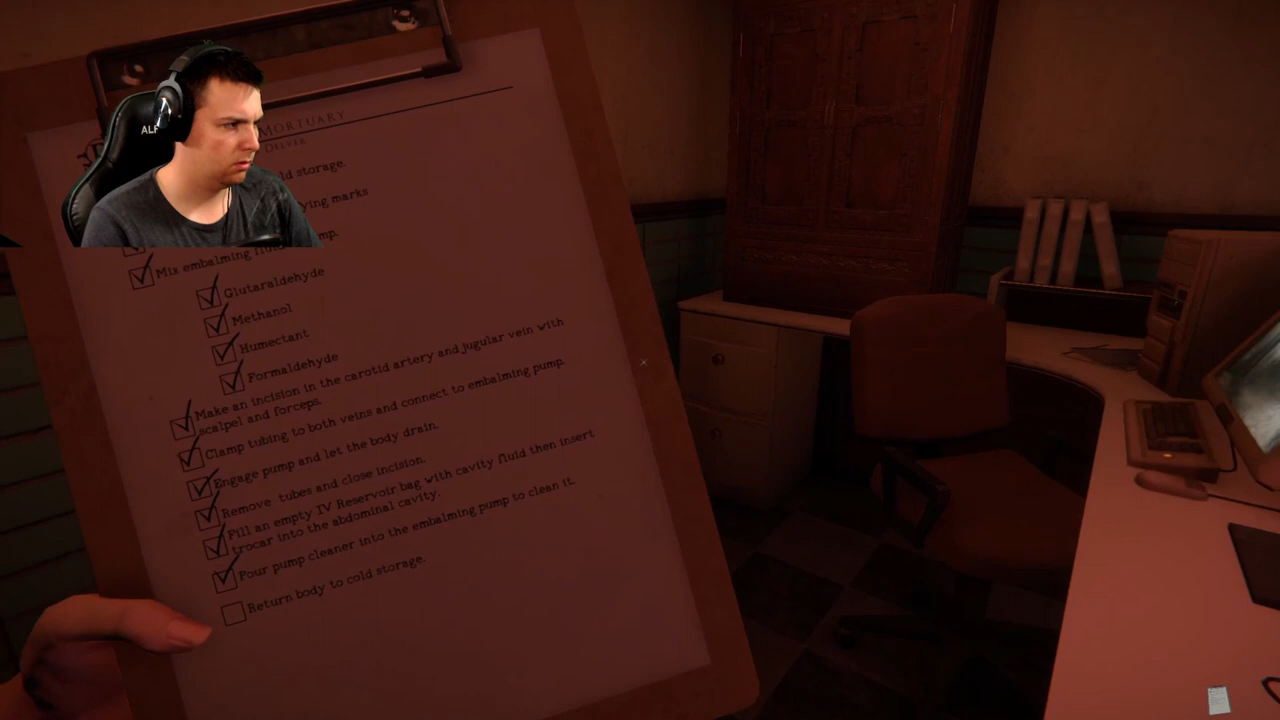 ALF
MORTUARY
DELVER
ld storage.
ying marks
mp.
Mix embalming fluid
Glutaraldehyde
Methanol
Humectant
Formaldehyde
Make an incision in the carotid artery and jugular vein with
scalpel and forceps.
Clamp tubing to both veins and connect to embalming pump.
Engage pump and let the body drain.
Remove tubes and close incision.
Fill an empty IV Reservoir bag with cavity fluid then insert
trocar into the abdominal cavity.
Pour pump cleaner into the embalming pump to clean it.
Return body to cold storage.